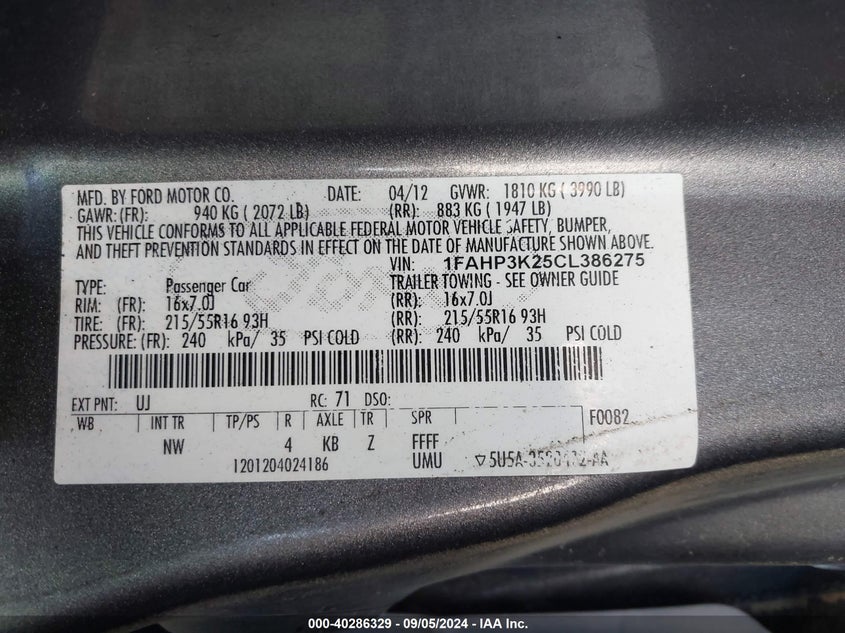 MFD. BY FORD MOTOR CO. DATE: 04/12 GVWR: 1810 KG ( 3990 LB)
GAWR: (FR): 940 KG ( 2072 LB) (RR): 883 KG ( 1947 LB)
THIS VEHICLE CONFORMS TO ALL APPLICABLE FEDERAL MOTOR VEHICLE SAFETY, BUMPER,
AND THEFT PREVENTION STANDARDS IN EFFECT ON THE DATE OF MANUFACTURE SHOWN ABOVE.
VIN: 1FAHP3K25CL386275
TYPE: Passenger Car TRAILER TOWING - SEE OWNER GUIDE
RIM: (FR): 16x7.0J (RR): 16x7.0J
TIRE: (FR): 215/55R16 93H (RR): 215/55R16 93H
PRESSURE: (FR): 240 kPa/ 35 PSI COLD (RR): 240 kPa/ 35 PSI COLD
EXT PNT: UJ RC: 71 DSO:
WB INT TR TP/PS R AXLE TR SPR F0082
NW 4 KB Z FFFF
1201204024186 UMU
000-40286329 - 09/05/2024 - IAA Inc.